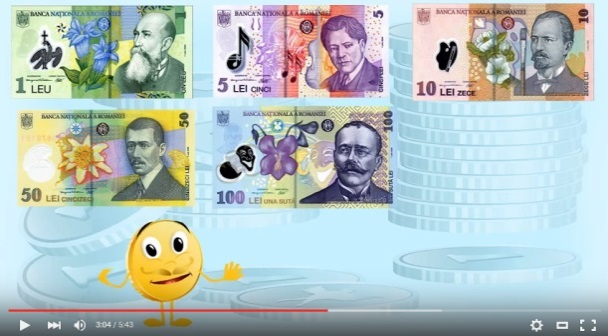 BANCA NAȚIONALĂ A ROMÂNIEI
1 LEU
BANCA NAȚIONALĂ A ROMÂNIEI
5
5 LEI CINCI
BANCA NAȚIONALĂ A ROMÂNIEI
10
10 LEI ZECE
BANCA NAȚIONALĂ A ROMÂNIEI
50
50 LEI CINCIZECI
BANCA NAȚIONALĂ A ROMÂNIEI
100
100 LEI UNA SUTĂ
3:04 / 5:43